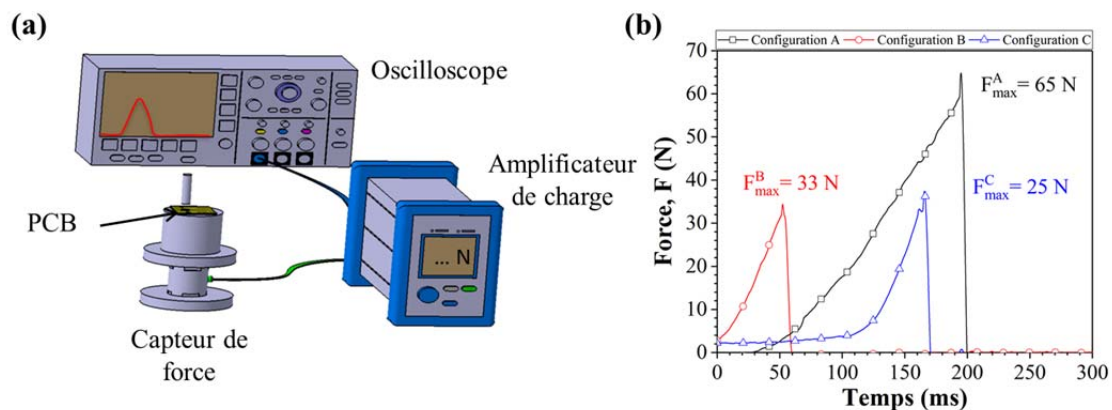 (a)
Oscilloscope
Amplificateur
de charge
PCB
... N
Capteur de
force
(b)
Configuration A Configuration B Configuration C
F^A_max = 65 N
F^B_max = 33 N
F^C_max = 25 N
Force, F (N)
70
60
50
40
30
20
10
0
0 50 100 150 200 250 300
Temps (ms)